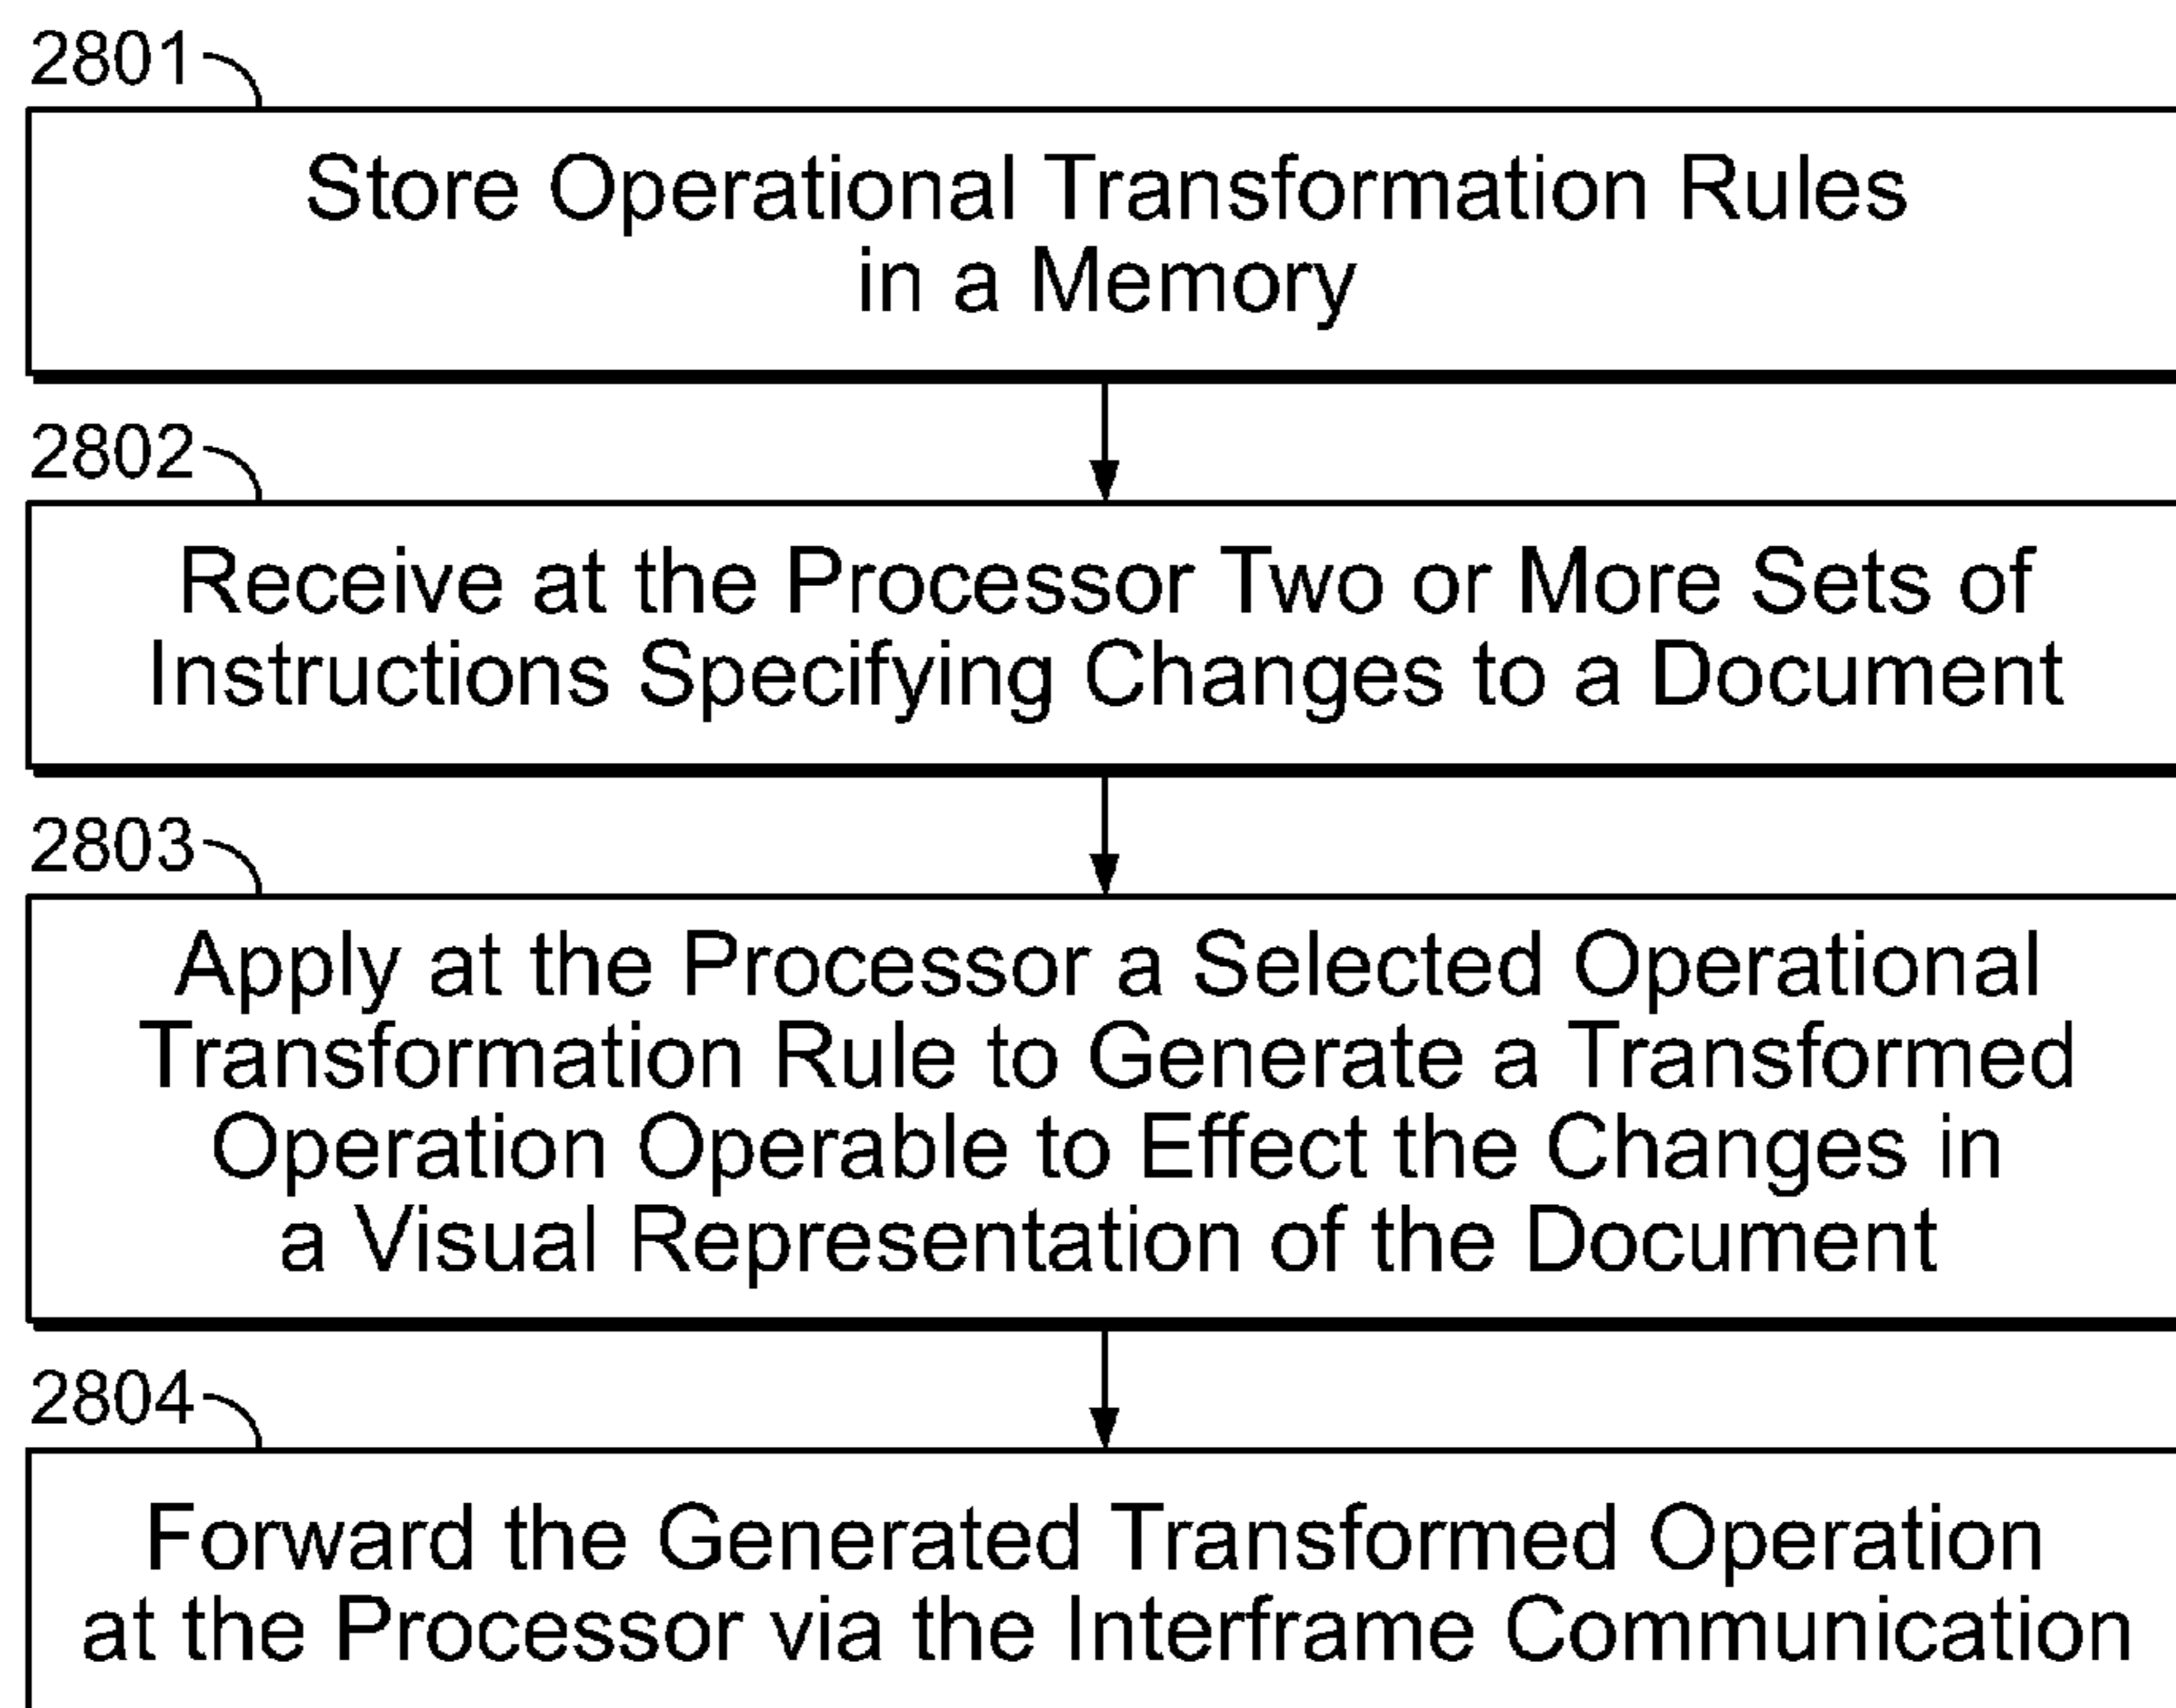 2801
Store Operational Transformation Rules
in a Memory
2802
Receive at the Processor Two or More Sets of
Instructions Specifying Changes to a Document
2803
Apply at the Processor a Selected Operational
Transformation Rule to Generate a Transformed
Operation Operable to Effect the Changes in
a Visual Representation of the Document
2804
Forward the Generated Transformed Operation
at the Processor via the Interframe Communication